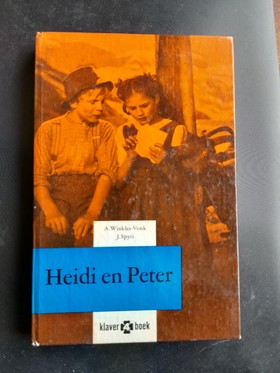 A. Winkler-Vonk
J. Spyri
Heidi en Peter
klaver boek